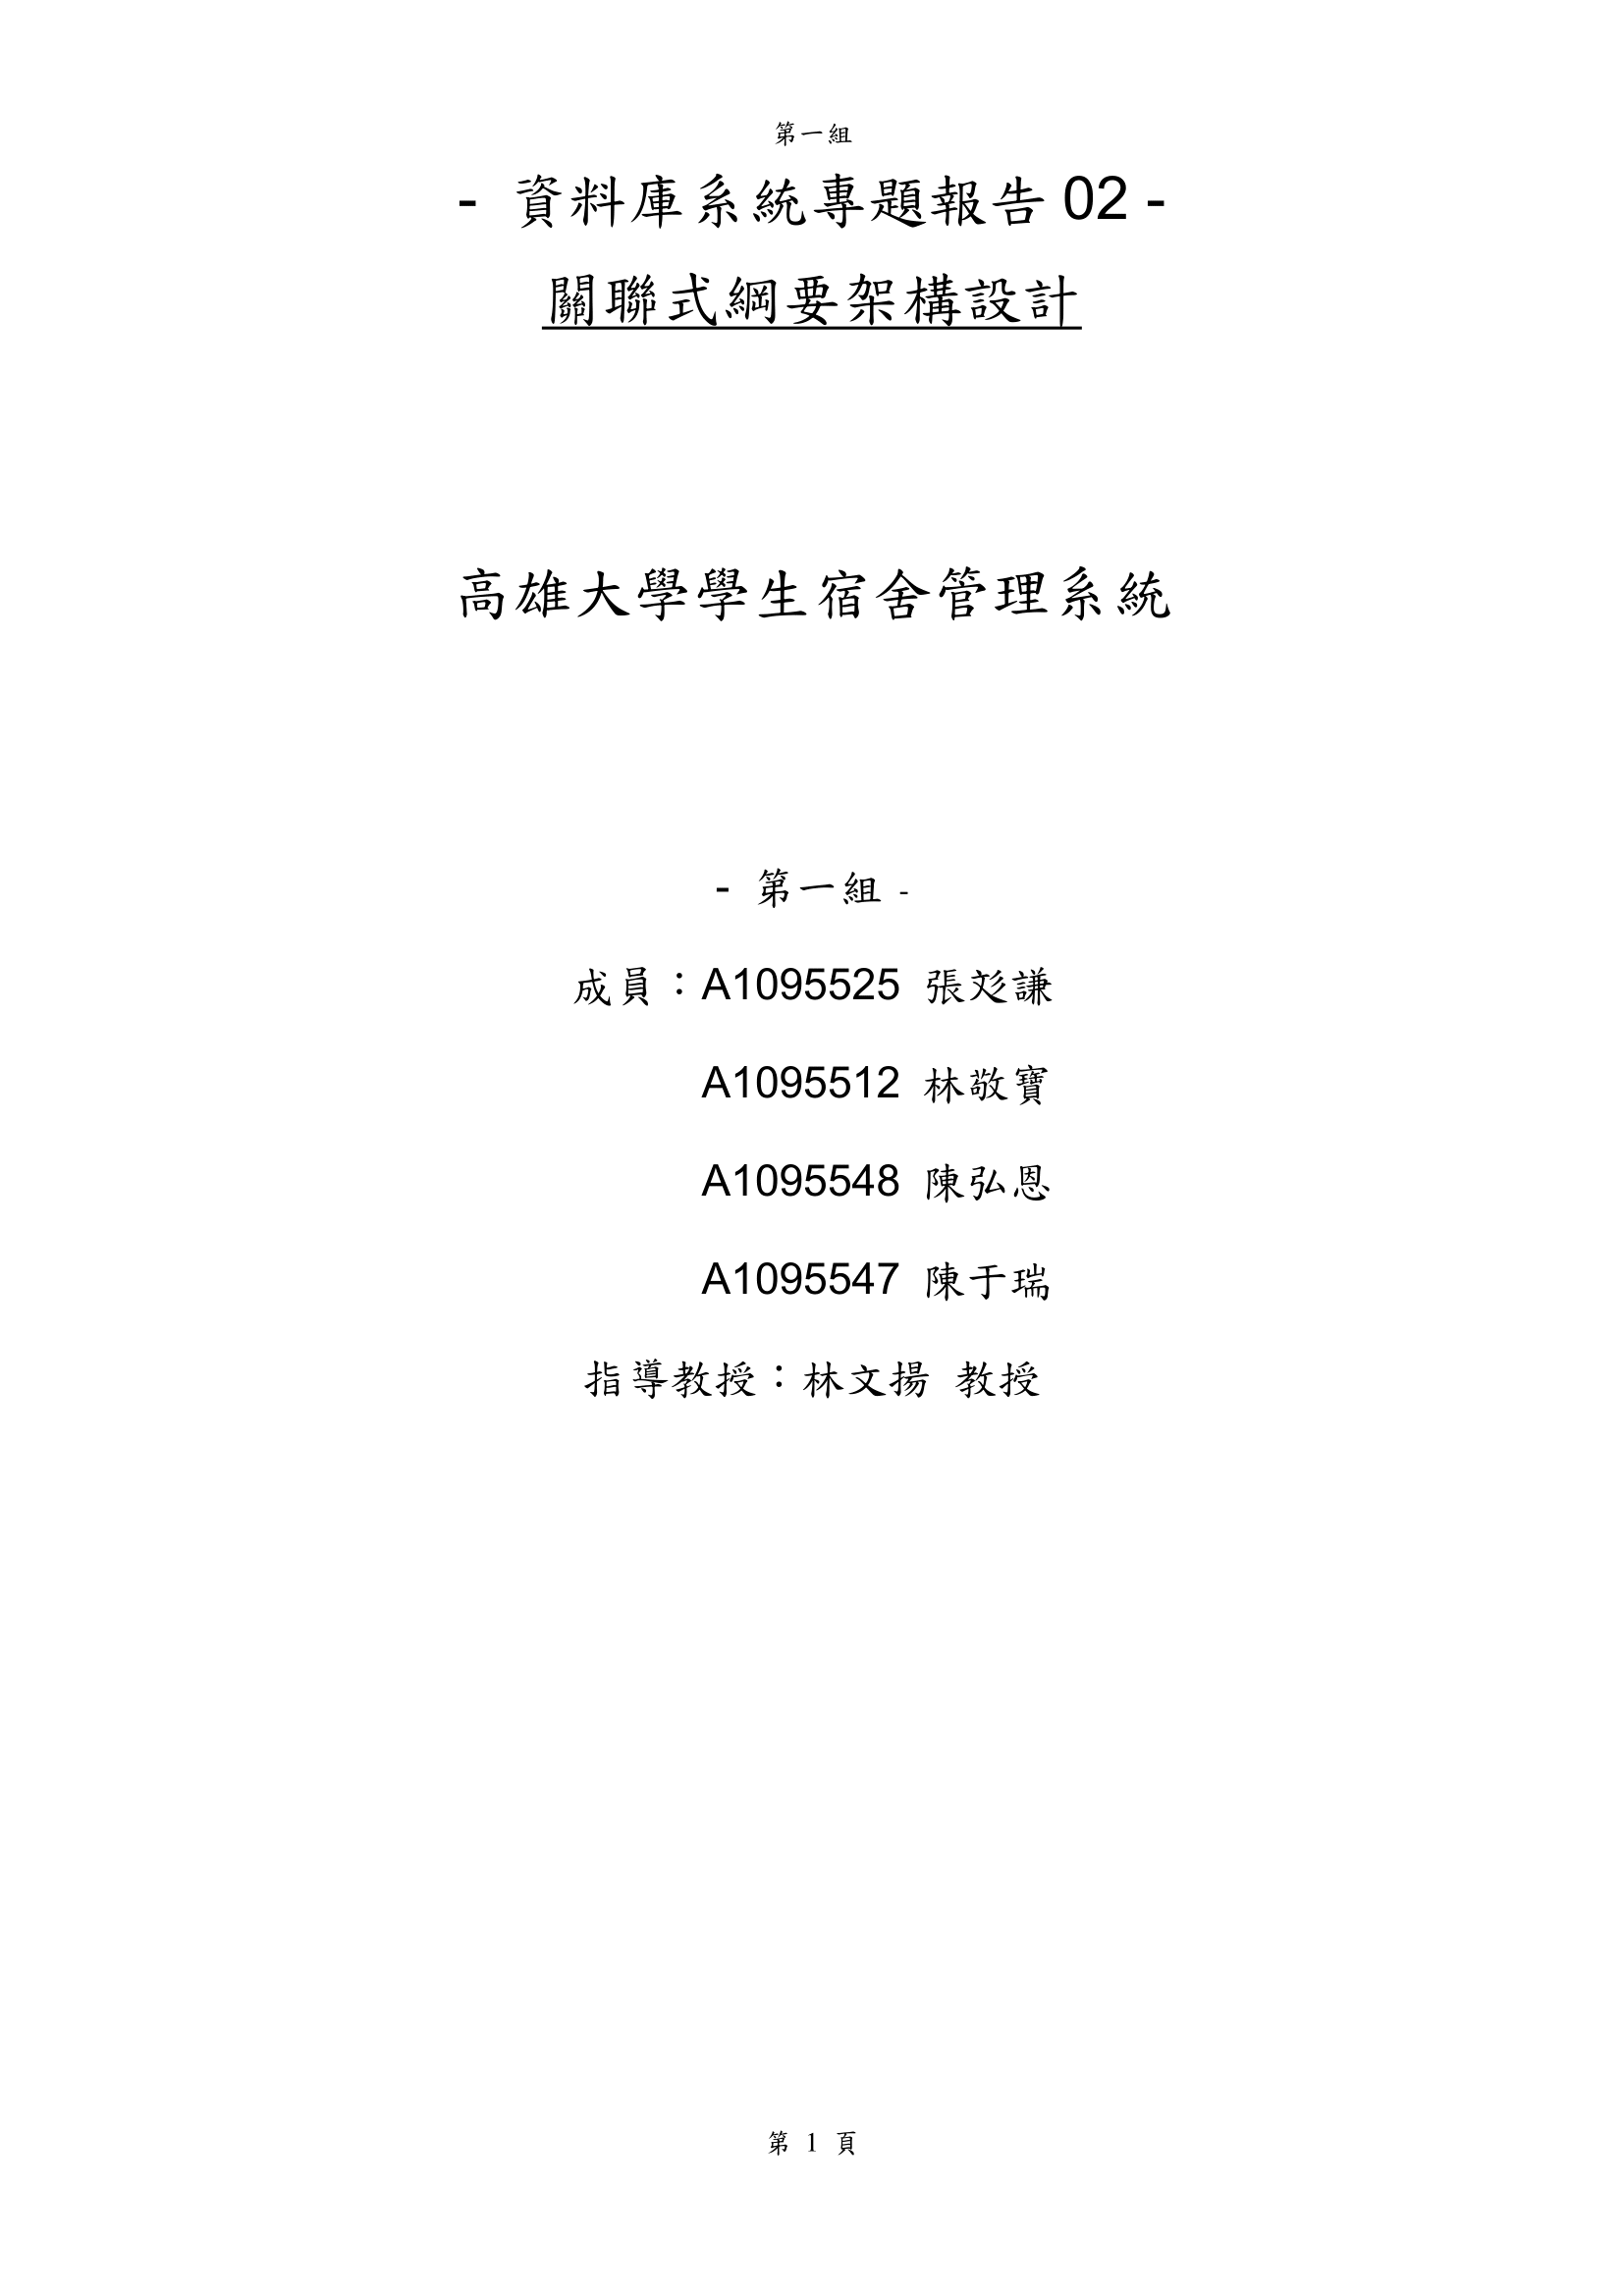 第一組
- 資料庫系統專題報告 02 -
關聯式綱要架構設計
高雄大學學生宿舍管理系統
- 第一組 -
成員：A1095525 張彣謙
A1095512 林敬寶
A1095548 陳弘恩
A1095547 陳于瑞
指導教授：林文揚 教授
第 1 頁